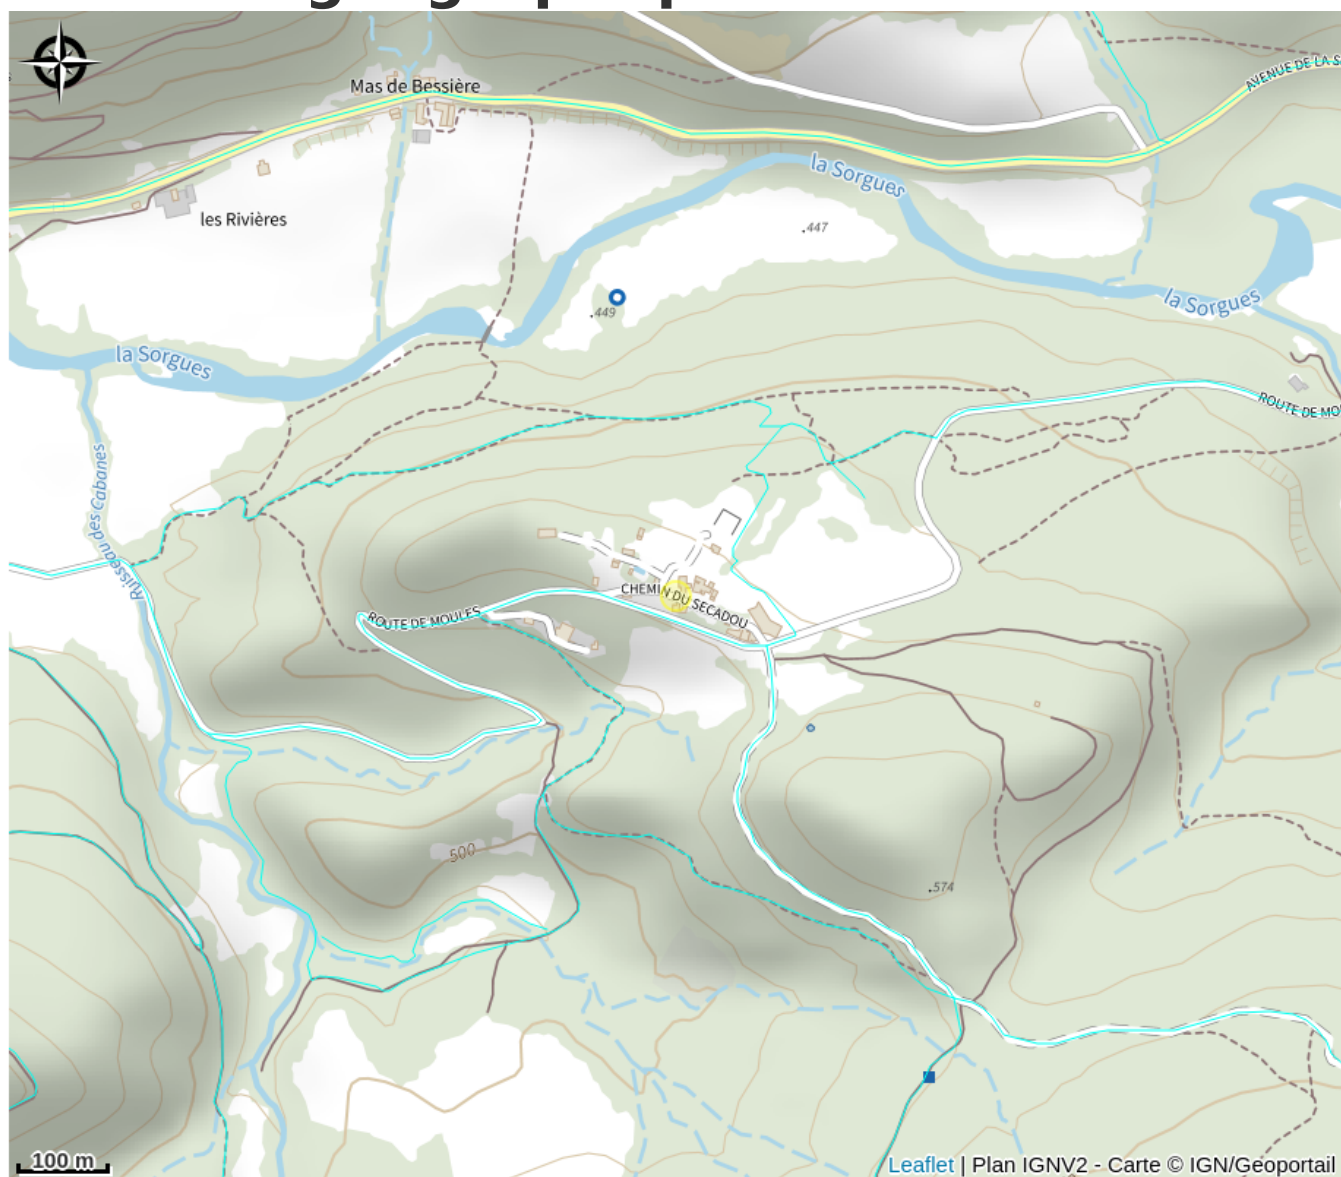 Mas de Bessière
AVENUE DE LA S
la Sorgues
les Rivières
.447
.449
la Sorgues
la Sorgues
ROUTE DE MOU
Ruisseau des Cabanes
CHEMIN DU SECADOU
ROUTE DE MOULES
500
.574
100 m
Leaflet | Plan IGNV2 - Carte © IGN/Geoportail